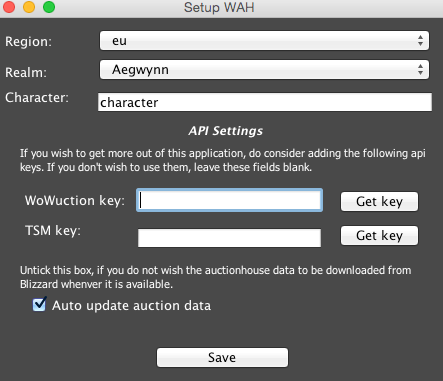 Setup WAH
Region: eu
Realm: Aegwynn
Character: character
API Settings
If you wish to get more out of this application, do consider adding the following api
keys. If you don't wish to use them, leave these fields blank.
WoWuction key: Get key
TSM key: Get key
Untick this box, if you do not wish the auctionhouse data to be downloaded from
Blizzard whenver it is available.
Auto update auction data
Save